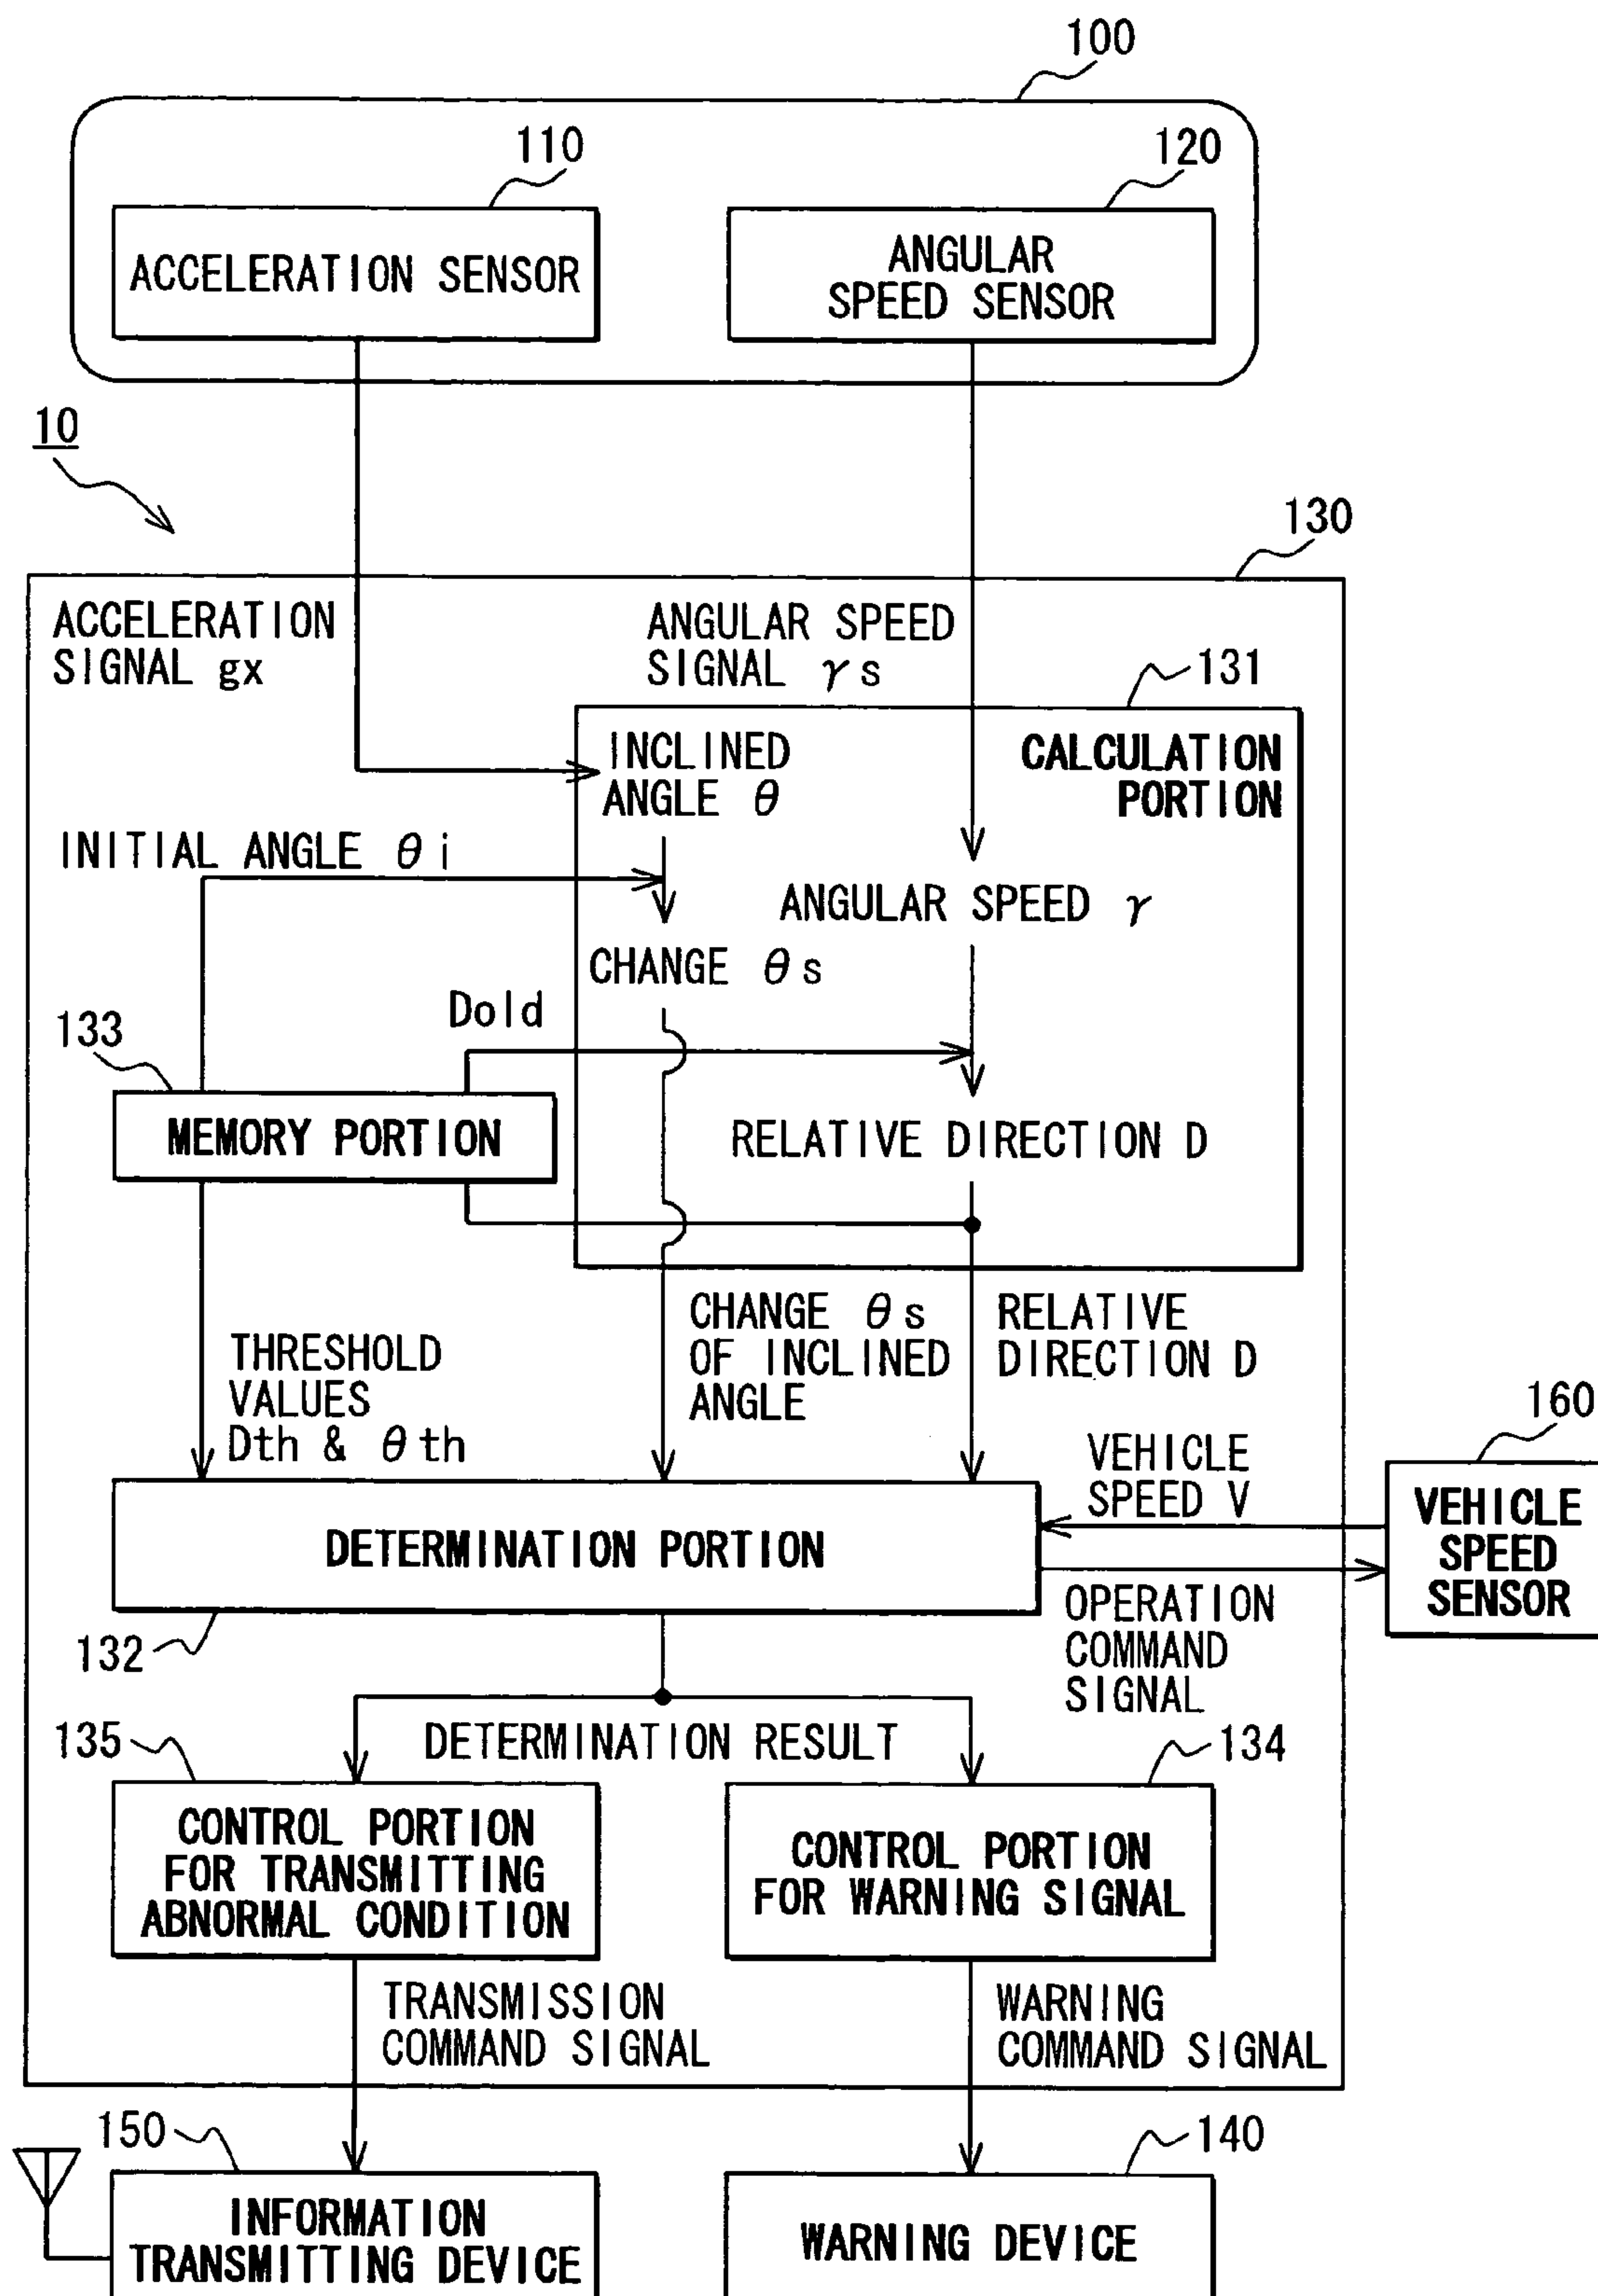 100
110
120
ACCELERATION SENSOR
ANGULAR
SPEED SENSOR
10
130
ACCELERATION
SIGNAL gx
ANGULAR SPEED
SIGNAL γs
131
INCLINED
ANGLE θ
CALCULATION
PORTION
INITIAL ANGLE θi
ANGULAR SPEED γ
CHANGE θs
Dold
133
MEMORY PORTION
RELATIVE DIRECTION D
CHANGE θs
OF INCLINED
ANGLE
RELATIVE
DIRECTION D
THRESHOLD
VALUES
Dth & θth
160
VEHICLE
SPEED V
VEHICLE
SPEED
SENSOR
DETERMINATION PORTION
OPERATION
COMMAND
SIGNAL
132
135
DETERMINATION RESULT
134
CONTROL PORTION
FOR TRANSMITTING
ABNORMAL CONDITION
CONTROL PORTION
FOR WARNING SIGNAL
TRANSMISSION
COMMAND SIGNAL
WARNING
COMMAND SIGNAL
150
140
INFORMATION
TRANSMITTING DEVICE
WARNING DEVICE